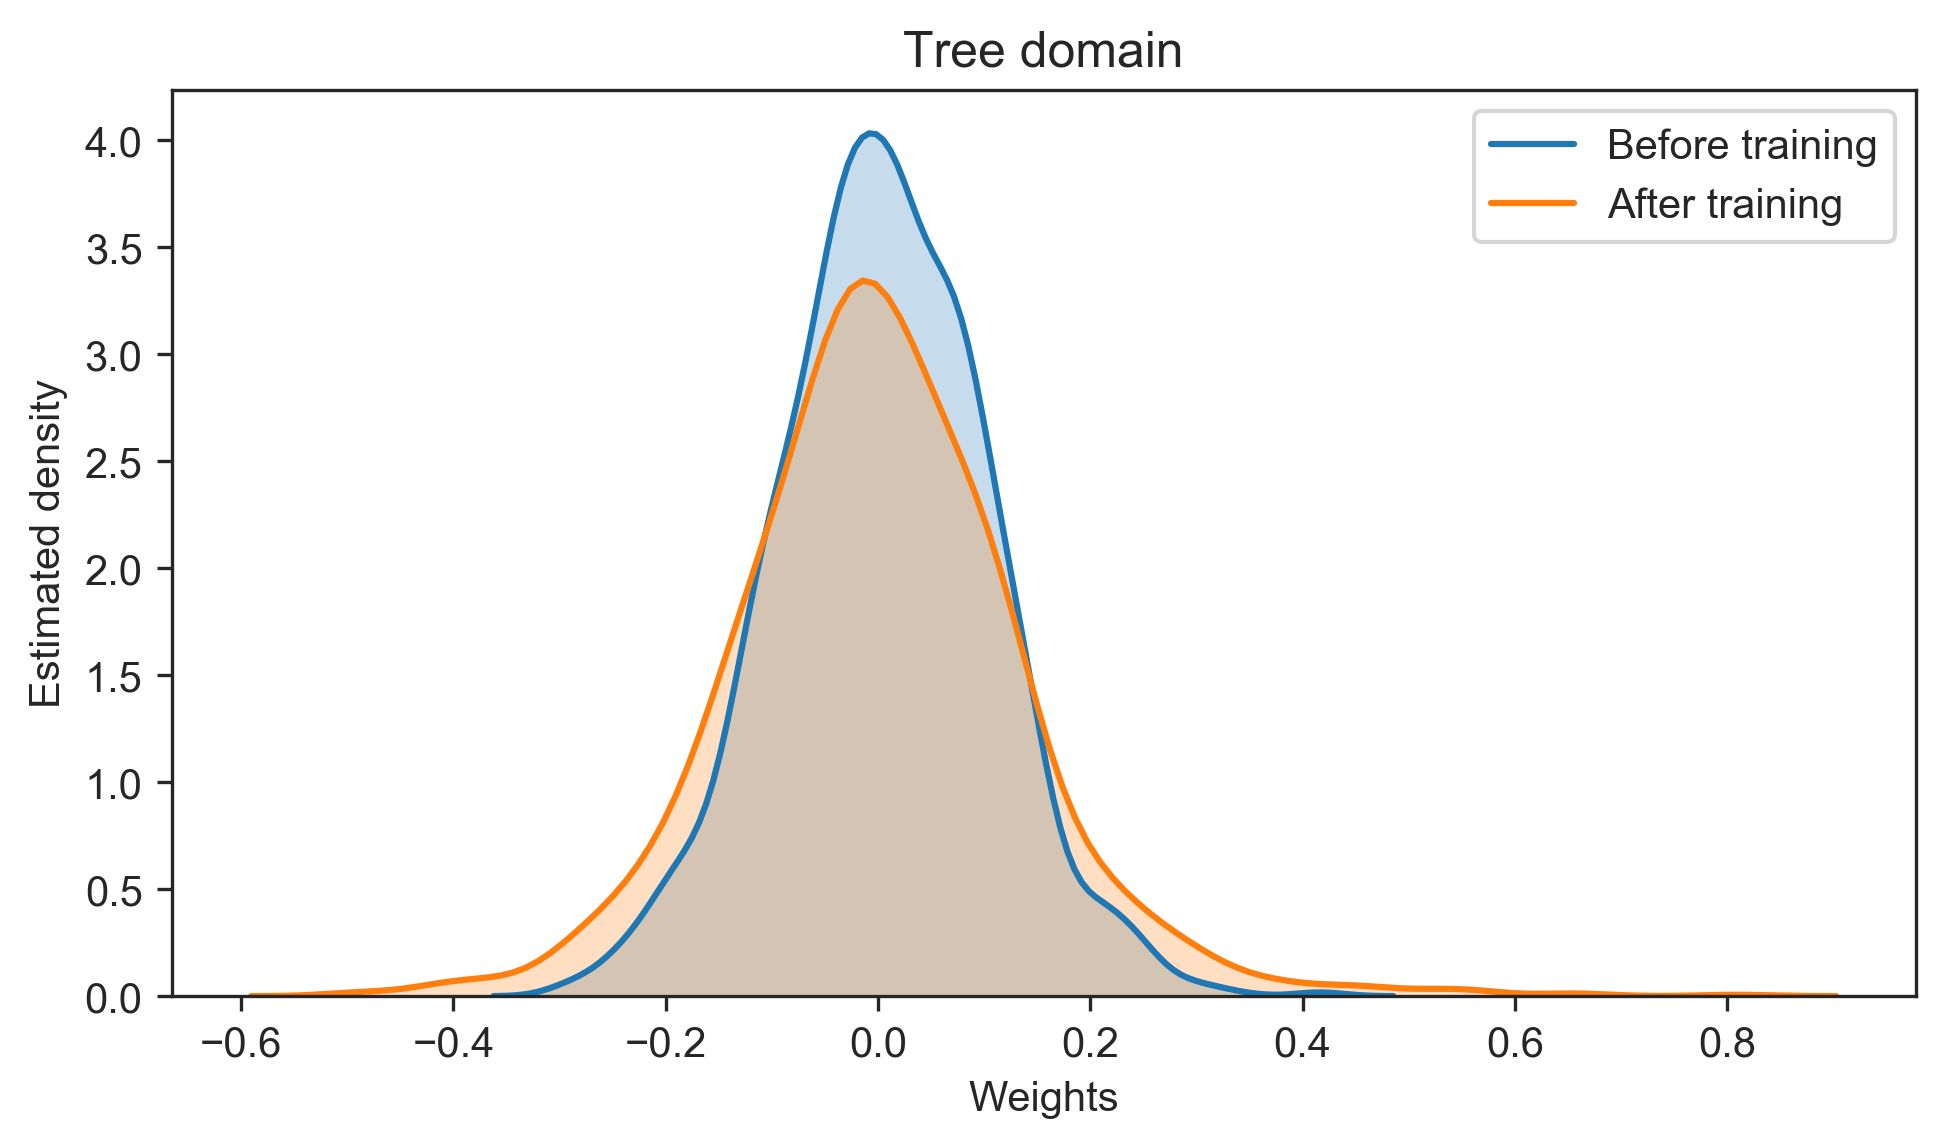 Tree domain
Before training
After training
Estimated density
4.0
3.5
3.0
2.5
2.0
1.5
1.0
0.5
0.0
−0.6 −0.4 −0.2 0.0 0.2 0.4 0.6 0.8
Weights